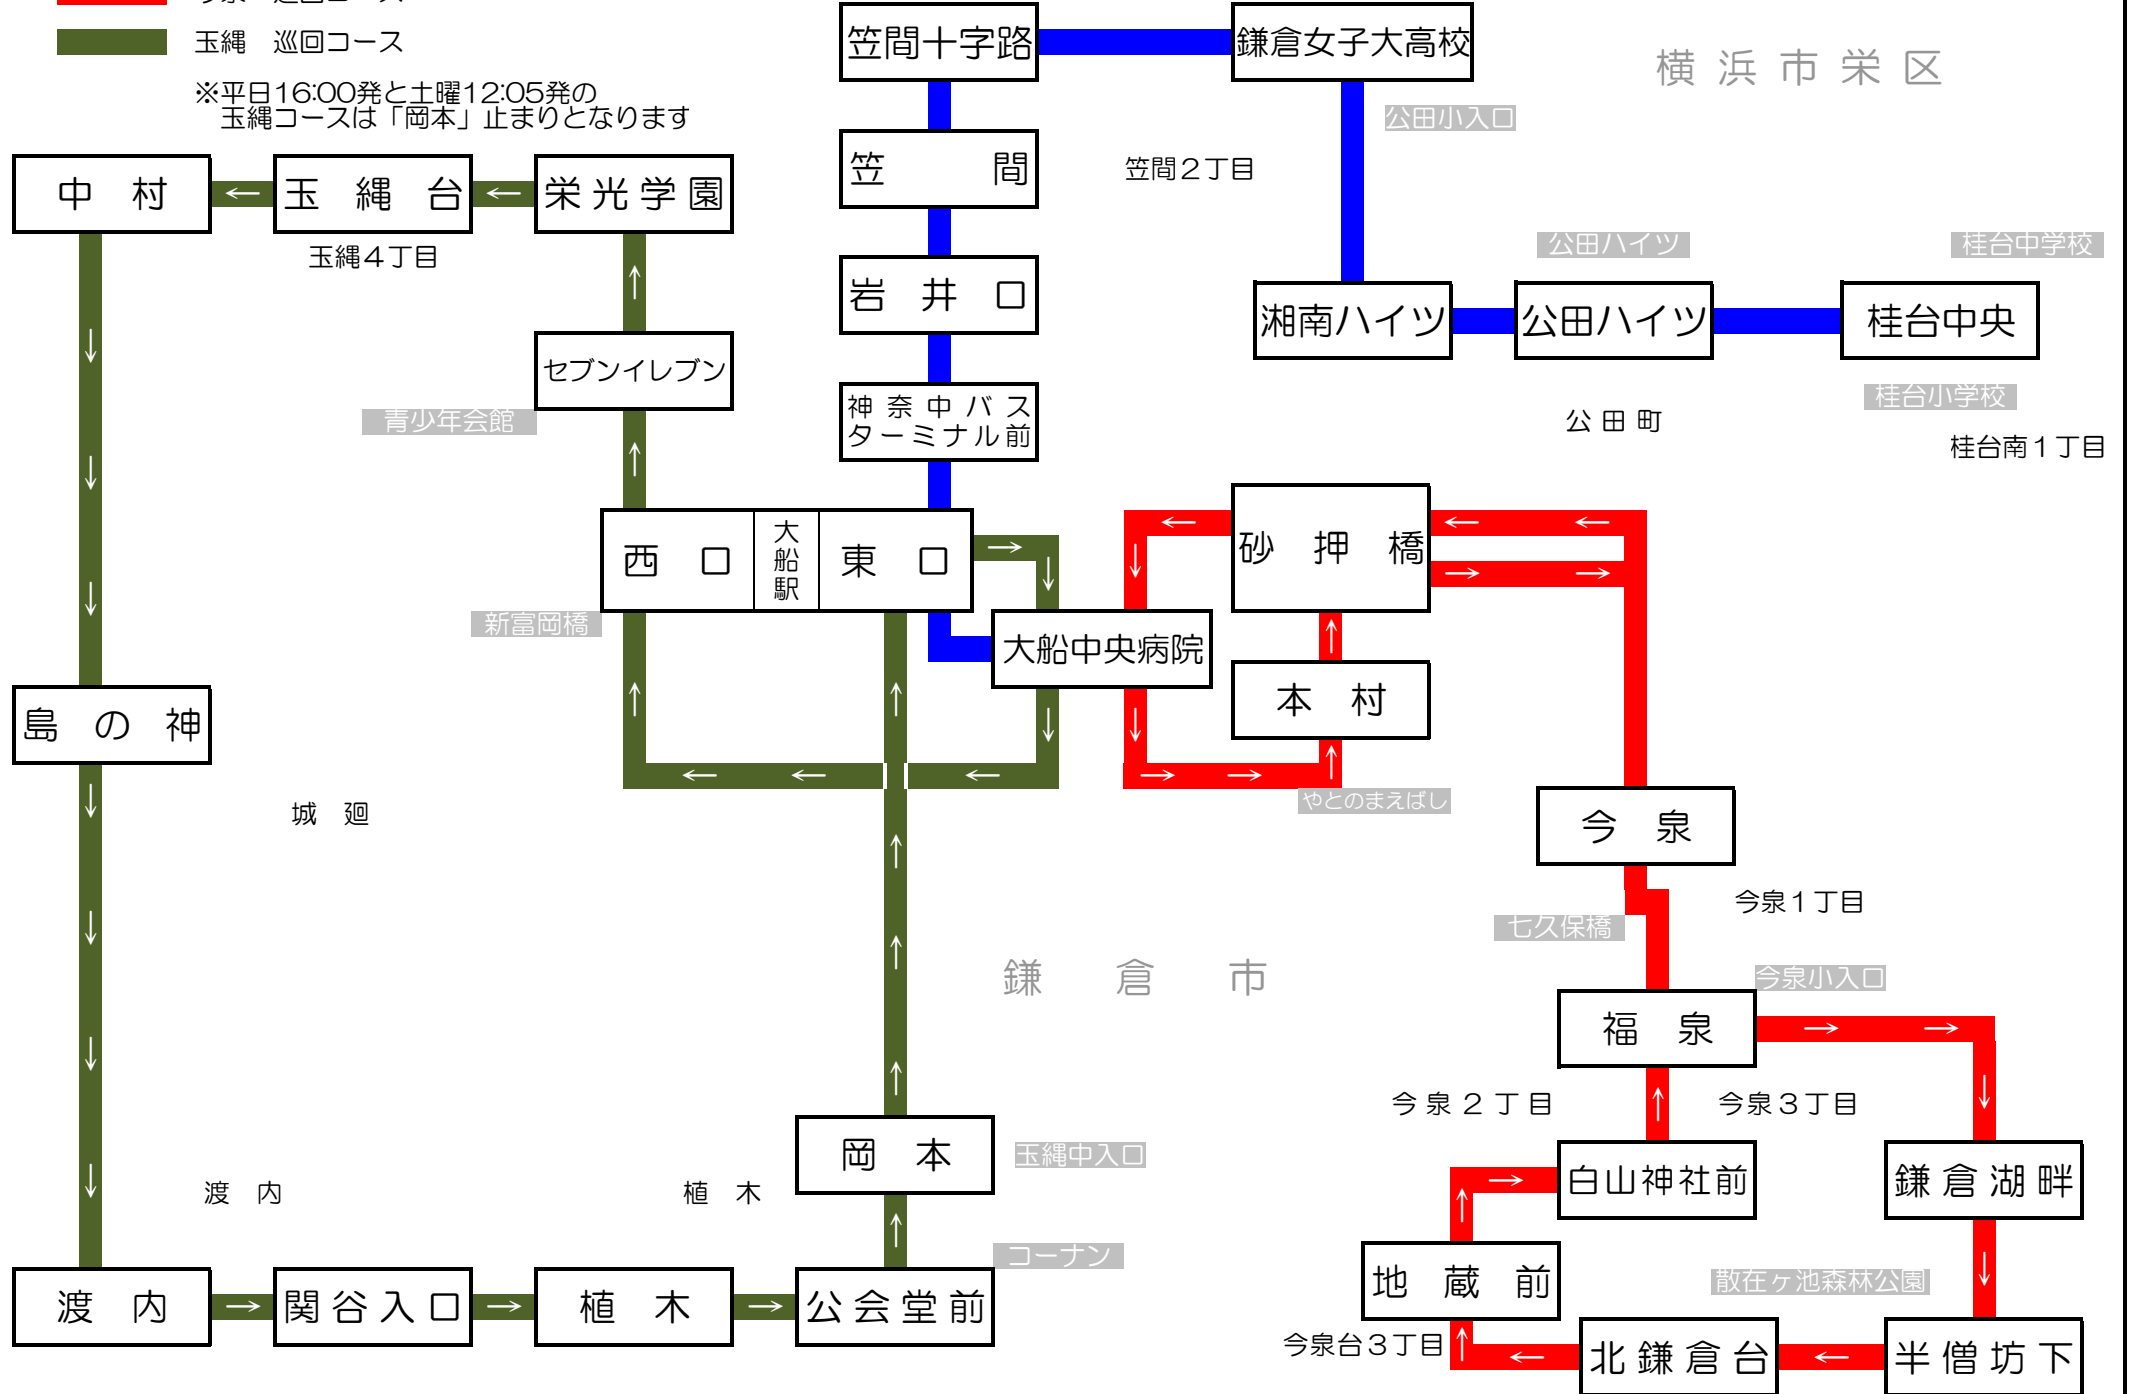 今泉　巡回コース
玉縄　巡回コース
※平日16:00発と土曜12:05発の
玉縄コースは「岡本」止まりとなります
笠間十字路
鎌倉女子大高校
横浜市栄区
公田小入口
笠間
笠間２丁目
中村
玉縄台
栄光学園
玉縄４丁目
公田ハイツ
桂台中学校
岩井口
湘南ハイツ
公田ハイツ
桂台中央
セブンイレブン
青少年会館
神奈中バス
ターミナル前
桂台小学校
公田町
桂台南１丁目
西口
大船駅
東口
砂押橋
新富岡橋
大船中央病院
本村
島の神
やとのまえばし
城廻
今泉
今泉１丁目
七久保橋
鎌倉市
今泉小入口
福泉
今泉２丁目
今泉３丁目
岡本
玉縄中入口
白山神社前
鎌倉湖畔
渡内
植木
コーナン
地蔵前
散在ヶ池森林公園
渡内
関谷入口
植木
公会堂前
今泉台３丁目
北鎌倉台
半僧坊下